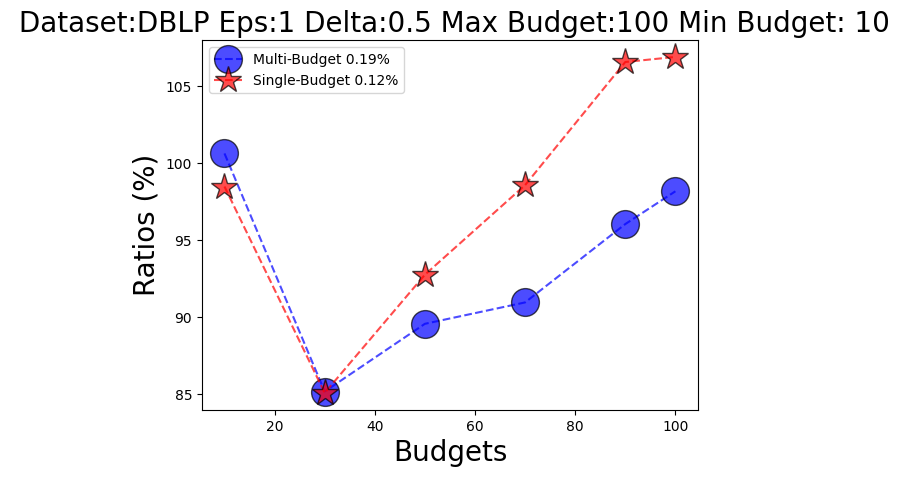 Dataset:DBLP Eps:1 Delta:0.5 Max Budget:100 Min Budget: 10
Multi-Budget 0.19%
Single-Budget 0.12%
105
100
95
90
85
Ratios (%)
20 40 60 80 100
Budgets